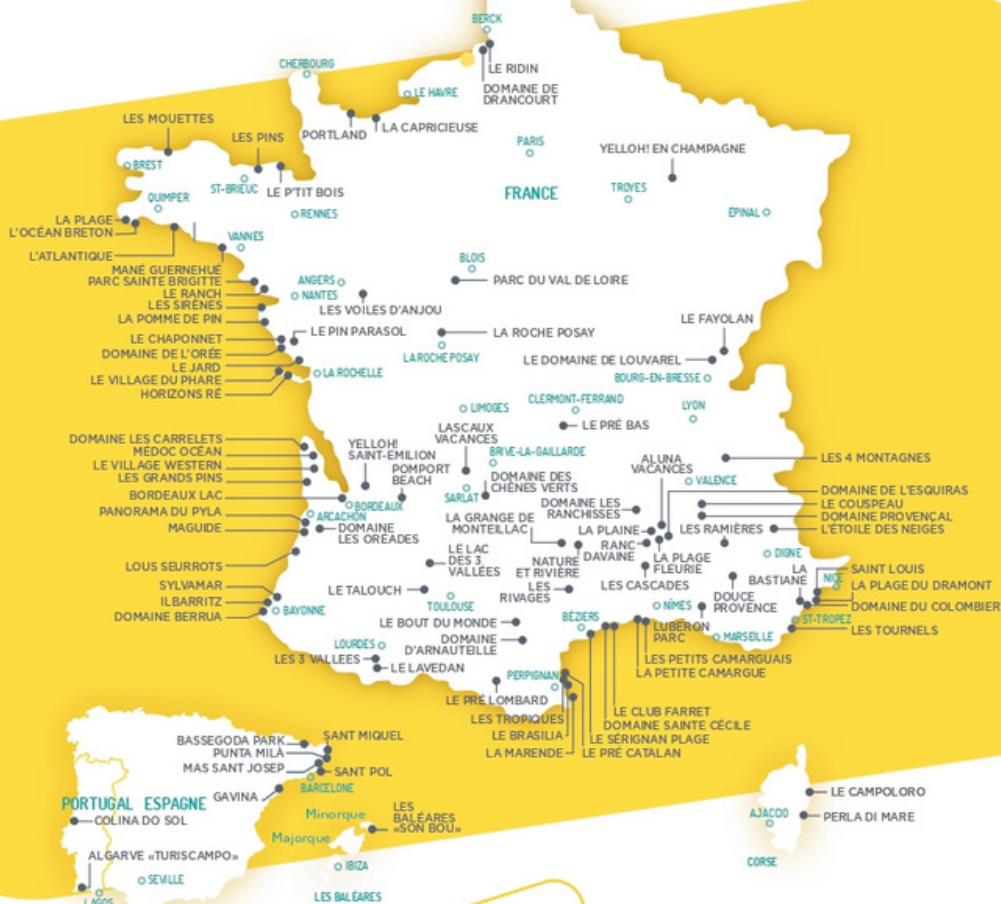 BERCK
LE RIDIN
CHERBOURG
DOMAINE DE
DRANCOURT
LE HAVRE
LES MOUETTES
PORTLAND
LA CAPRICIEUSE
LES PINS
PARIS
YELLOH! EN CHAMPAGNE
BREST
ST-BRIEUC
LE P'TIT BOIS
FRANCE
TROYES
QUIMPER
RENNES
ÉPINAL
LA PLAGE
L'OCÉAN BRETON
VANNES
L'ATLANTIQUE
BLOIS
MANÉ GUERNEHUÉ
PARC SAINTE BRIGITTE
ANGERS
PARC DU VAL DE LOIRE
LE RANCH
NANTES
LES SIRÈNES
LES VOILES D'ANJOU
LA POMME DE PIN
LE FAYOLAN
LE PIN PARASOL
LA ROCHE POSAY
LE CHAPONNET
DOMAINE DE L'ORÉE
LA ROCHE POSAY
LE DOMAINE DE LOUVAREL
LE JARD
LA ROCHELLE
LE VILLAGE DU PHARE
BOURG-EN-BRESSE
HORIZONS RÉ
CLERMONT-FERRAND
LIMOGES
LYON
LE PRÉ BAS
LASCAUX
VACANCES
DOMAINE LES CARRELETS
MÉDOC OCÉAN
YELLOH!
SAINT-ÉMILION
BRIVE-LA-GAILLARDE
ALUNA
VACANCES
LES 4 MONTAGNES
LE VILLAGE WESTERN
POMPORT
BEACH
LES GRANDS PINS
DOMAINE DES
CHÊNES VERTS
VALENCE
DOMAINE DE L'ESQUIRAS
BORDEAUX LAC
SARLAT
LE COUSPEAU
BORDEAUX
DOMAINE LES
RANCHISSES
PANORAMA DU PYLA
ARCACHON
LA GRANGE DE
MONTEILLAC
DOMAINE PROVENÇAL
MAGUIDE
DOMAINE
LES ORÉADES
LA PLAINE
LES RAMIÈRES
L'ÉTOILE DES NEIGES
RANC
DAVAINE
LE LAC
DES 3
VALLÉES
NATURE
ET RIVIÈRE
LA PLAGE
FLEURIE
DIGNE
LOUS SEURROTS
LA
BASTIANE
SAINT LOUIS
NICE
SYLVAMAR
LE TALOUCH
LES
RIVAGES
LES CASCADES
LA PLAGE DU DRAMONT
ILBARRITZ
TOULOUSE
NÎMES
DOUCE
PROVENCE
DOMAINE DU COLOMBIER
DOMAINE BERRUA
BAYONNE
LE BOUT DU MONDE
BÉZIERS
LUBERON
PARC
ST-TROPEZ
LES TOURNELS
LOURDES
DOMAINE
D'ARNAUTEILLE
MARSEILLE
LES 3 VALLEES
LE LAVEDAN
LES PETITS CAMARGUAIS
LA PETITE CAMARGUE
PERPIGNAN
LE PRÉ LOMBARD
LES TROPIQUES
LE CLUB FARRET
DOMAINE SAINTE CÉCILE
LE BRASILIA
LE SÉRIGNAN PLAGE
LA MARENDE
LE PRÉ CATALAN
SANT MIQUEL
BASSEGODA PARK
PUNTA MILÀ
MAS SANT JOSEP
SANT POL
BARCELONE
GAVINA
PORTUGAL ESPAGNE
COLINA DO SOL
Minorque
LES
BALÉARES
«SON BOU»
Majorque
LE CAMPOLORO
AJACCIO
PERLA DI MARE
ALGARVE «TURISCAMPO»
CORSE
IBIZA
SEVILLE
LES BALÉARES
LAGOS